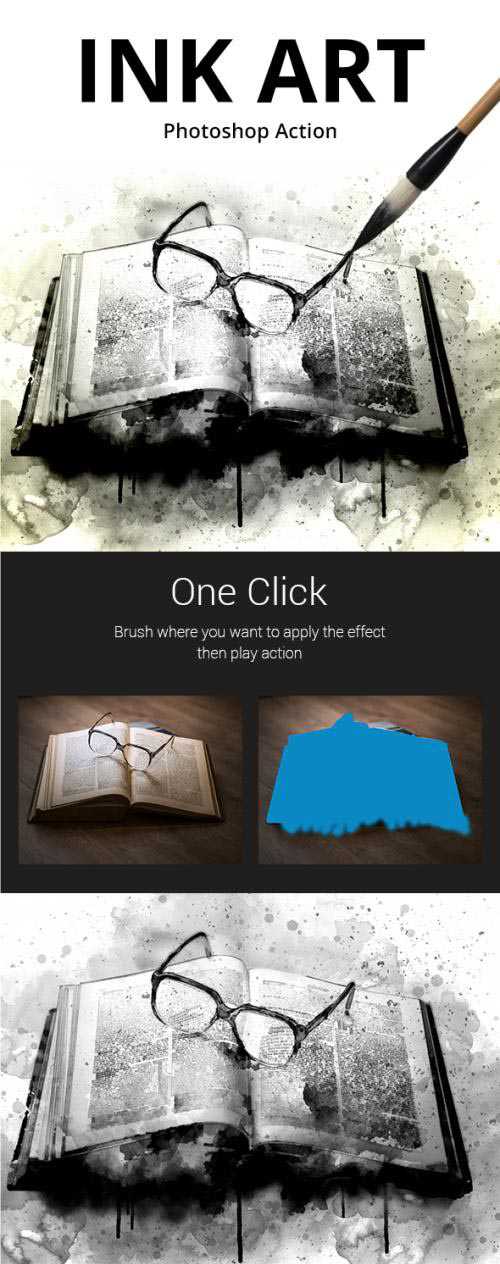 INK ART
Photoshop Action
One Click
Brush where you want to apply the effect
then play action